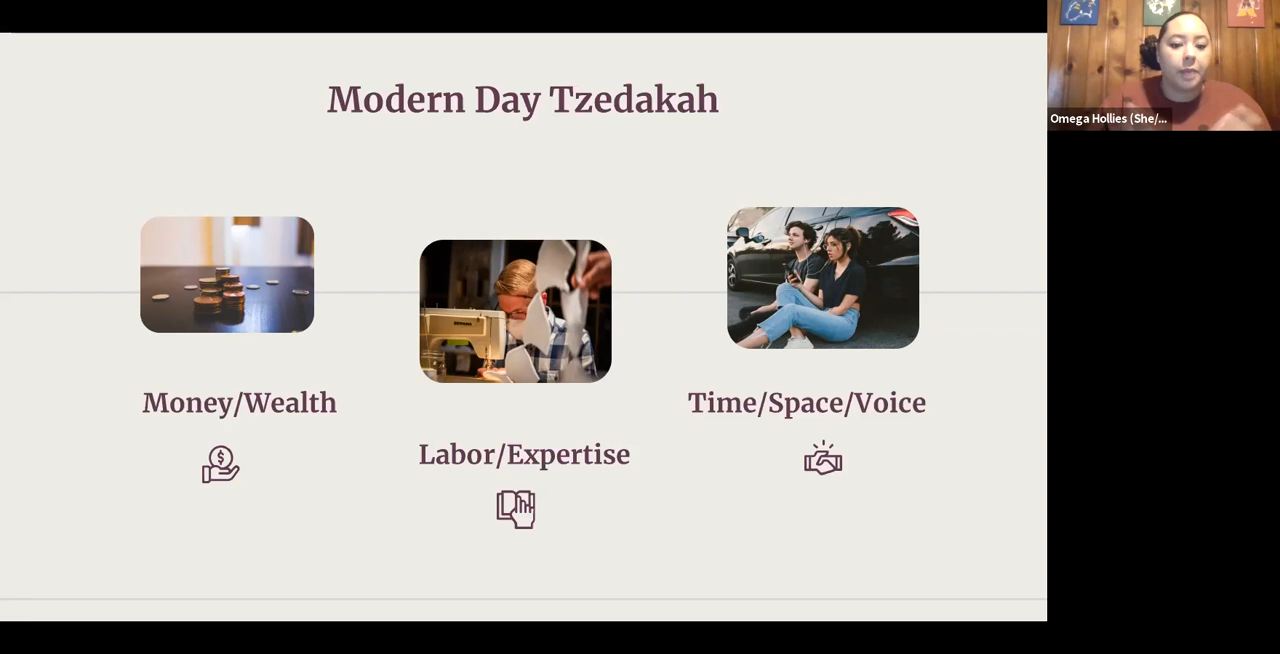 Modern Day Tzedakah
Omega Hollies (She/...
Money/Wealth
Labor/Expertise
Time/Space/Voice